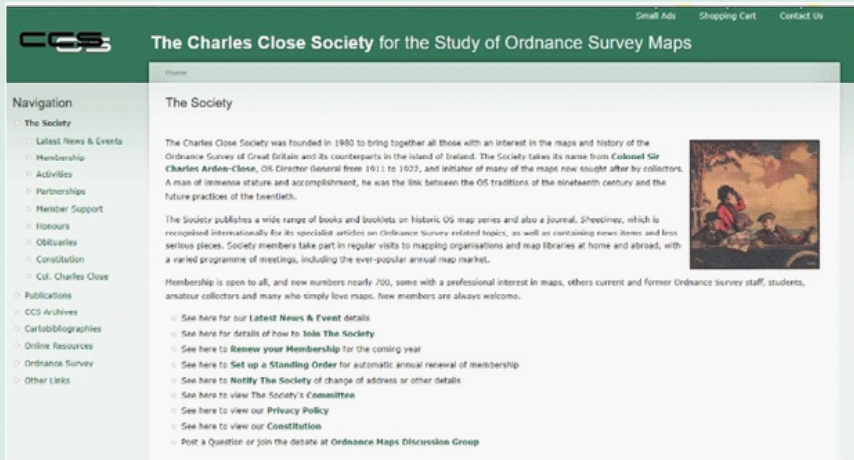 Small Ads Shopping Cart Contact Us
CCS
The Charles Close Society for the Study of Ordnance Survey Maps
Home
Navigation
The Society
Latest News & Events
Membership
Activities
Partnerships
Member Support
Honours
Obituaries
Constitution
Col. Charles Close
Publications
CCS Archives
Cartobibliographies
Online Resources
Ordnance Survey
Other Links
The Society
The Charles Close Society was founded in 1980 to bring together all those with an interest in the maps and history of the
Ordnance Survey of Great Britain and its counterparts in the island of Ireland. The Society takes its name from Colonel Sir
Charles Arden-Close, OS Director General from 1911 to 1922, and initiator of many of the maps now sought after by collectors.
A man of immense stature and accomplishment, he was the link between the OS traditions of the nineteenth century and the
future practices of the twentieth.
The Society publishes a wide range of books and booklets on historic OS map series and also a journal, Sheetlines, which is
recognised internationally for its specialist articles on Ordnance Survey related topics, as well as containing news items and less
serious pieces. Society members take part in regular visits to mapping organisations and map libraries at home and abroad, with
a varied programme of meetings, including the ever-popular annual map market.
Membership is open to all, and now numbers nearly 700, some with a professional interest in maps, others current and former Ordnance Survey staff, students,
amateur collectors and many who simply love maps. New members are always welcome.
See here for our Latest News & Event details
See here for details of how to Join The Society
See here to Renew your Membership for the coming year
See here to Set up a Standing Order for automatic annual renewal of membership
See here to Notify The Society of change of address or other details
See here to view The Society's Committee
See here to view our Privacy Policy
See here to view our Constitution
Post a Question or join the debate at Ordnance Maps Discussion Group